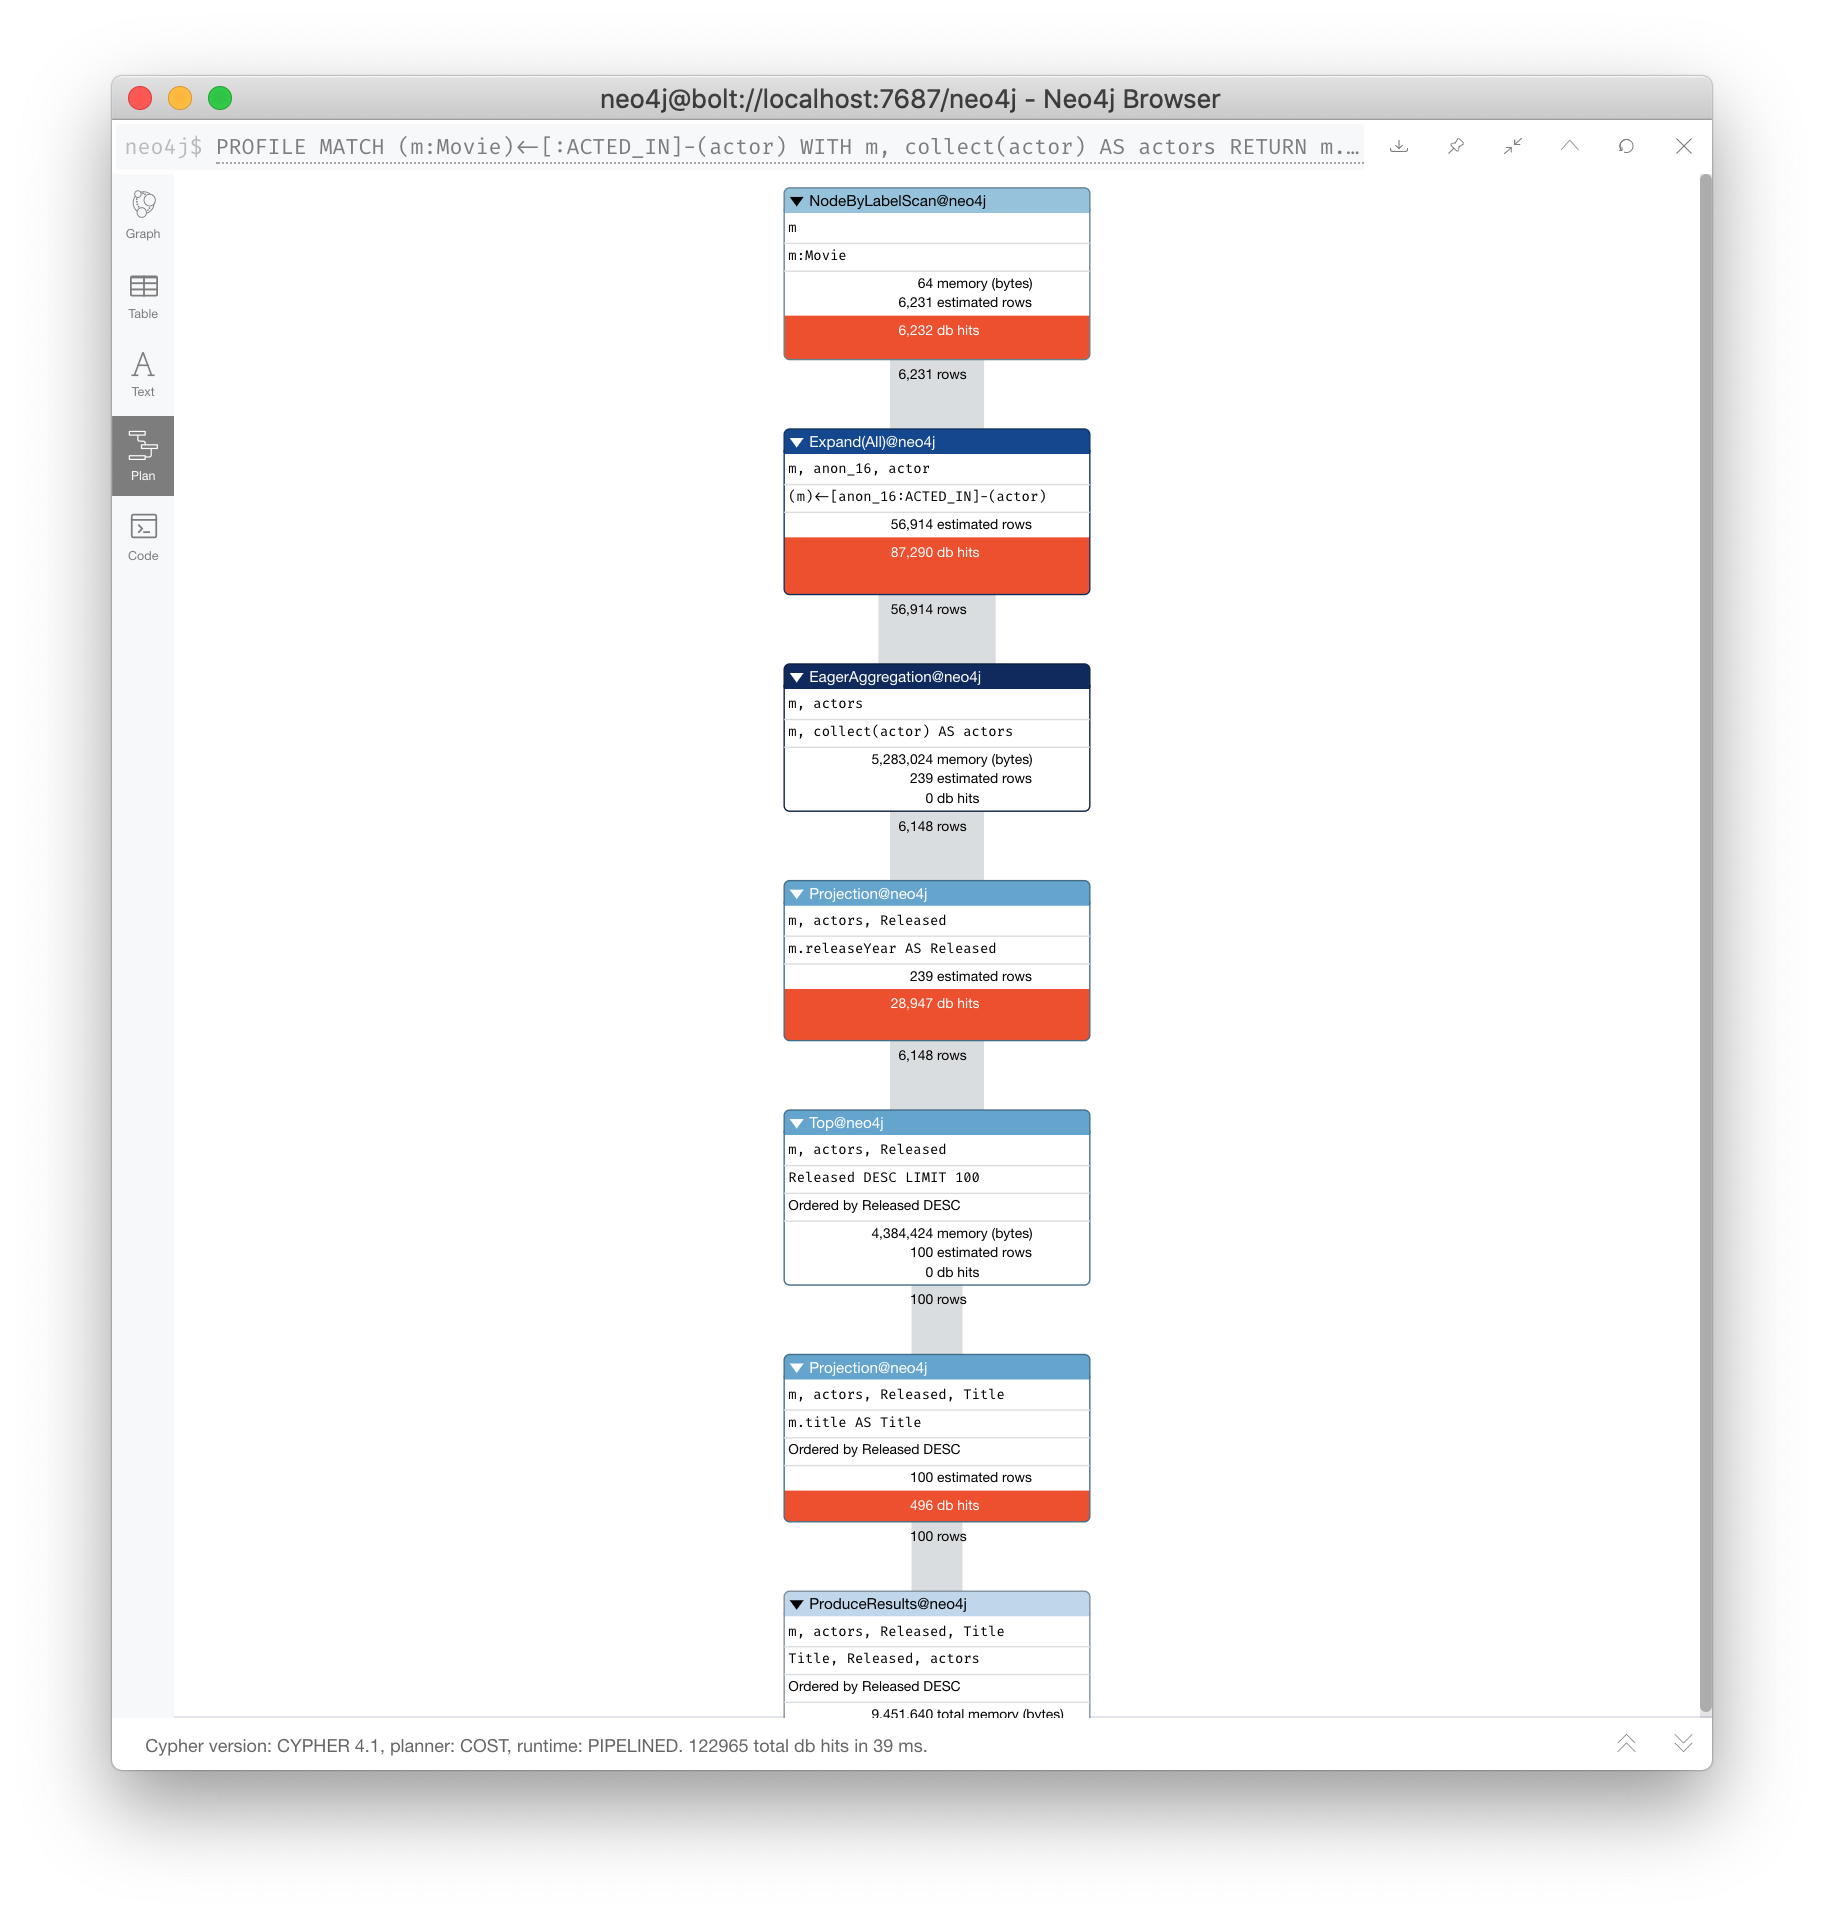 neo4j@bolt://localhost:7687/neo4j - Neo4j Browser
neo4j$ PROFILE MATCH (m:Movie)<-[:ACTED_IN]-(actor) WITH m, collect(actor) AS actors RETURN m.…
Graph
Table
Text
Plan
Code
NodeByLabelScan@neo4j
m
m:Movie
64 memory (bytes)
6,231 estimated rows
6,232 db hits
6,231 rows
Expand(All)@neo4j
m, anon_16, actor
(m)<-[anon_16:ACTED_IN]-(actor)
56,914 estimated rows
87,290 db hits
56,914 rows
EagerAggregation@neo4j
m, actors
m, collect(actor) AS actors
5,283,024 memory (bytes)
239 estimated rows
0 db hits
6,148 rows
Projection@neo4j
m, actors, Released
m.releaseYear AS Released
239 estimated rows
28,947 db hits
6,148 rows
Top@neo4j
m, actors, Released
Released DESC LIMIT 100
Ordered by Released DESC
4,384,424 memory (bytes)
100 estimated rows
0 db hits
100 rows
Projection@neo4j
m, actors, Released, Title
m.title AS Title
Ordered by Released DESC
100 estimated rows
496 db hits
100 rows
ProduceResults@neo4j
m, actors, Released, Title
Title, Released, actors
Ordered by Released DESC
9,451,640 total memory (bytes)
Cypher version: CYPHER 4.1, planner: COST, runtime: PIPELINED. 122965 total db hits in 39 ms.